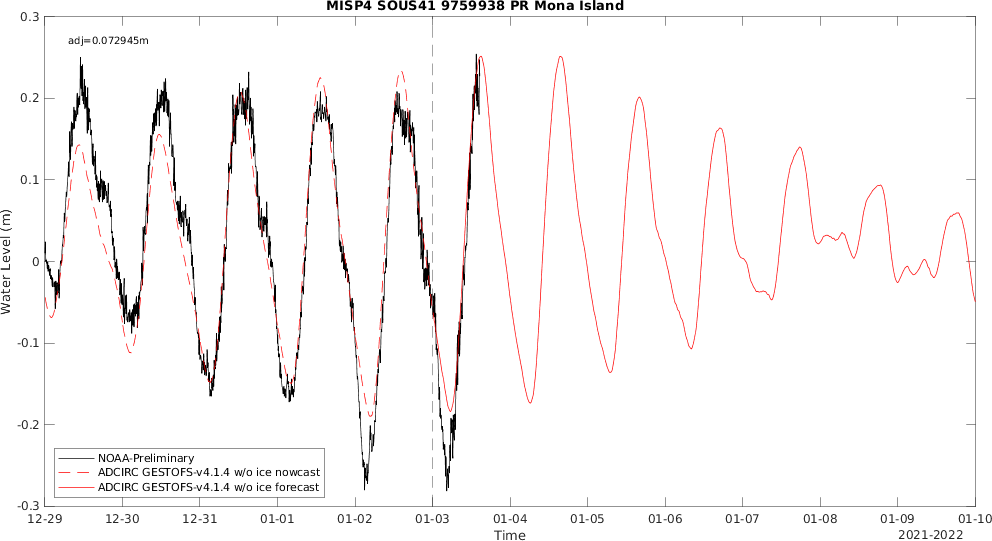 MISP4 SOUS41 9759938 PR Mona Island
adj=0.072945m
0.3
0.2
0.1
0
-0.1
-0.2
-0.3
Water Level (m)
NOAA-Preliminary
ADCIRC GESTOFS-v4.1.4 w/o ice nowcast
ADCIRC GESTOFS-v4.1.4 w/o ice forecast
12-29 12-30 12-31 01-01 01-02 01-03 01-04 01-05 01-06 01-07 01-08 01-09 01-10
Time
2021-2022